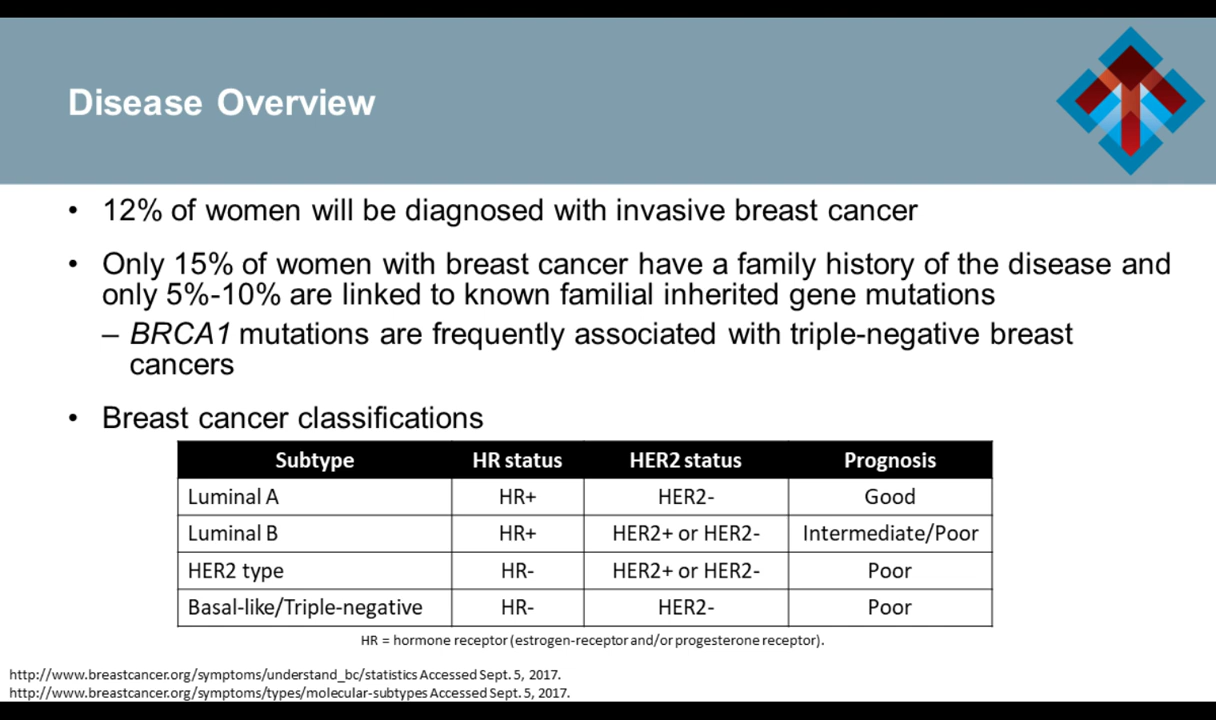 Disease Overview
• 12% of women will be diagnosed with invasive breast cancer
• Only 15% of women with breast cancer have a family history of the disease and
only 5%-10% are linked to known familial inherited gene mutations
– BRCA1 mutations are frequently associated with triple-negative breast
cancers
• Breast cancer classifications
Subtype HR status HER2 status Prognosis
Luminal A HR+ HER2- Good
Luminal B HR+ HER2+ or HER2- Intermediate/Poor
HER2 type HR- HER2+ or HER2- Poor
Basal-like/Triple-negative HR- HER2- Poor
HR = hormone receptor (estrogen-receptor and/or progesterone receptor).
http://www.breastcancer.org/symptoms/understand_bc/statistics Accessed Sept. 5, 2017.
http://www.breastcancer.org/symptoms/types/molecular-subtypes Accessed Sept. 5, 2017.